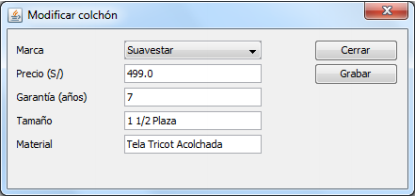 Modificar colchón
Marca Suavestar Cerrar
Precio (S/) 499.0 Grabar
Garantía (años) 7
Tamaño 1 1/2 Plaza
Material Tela Tricot Acolchada